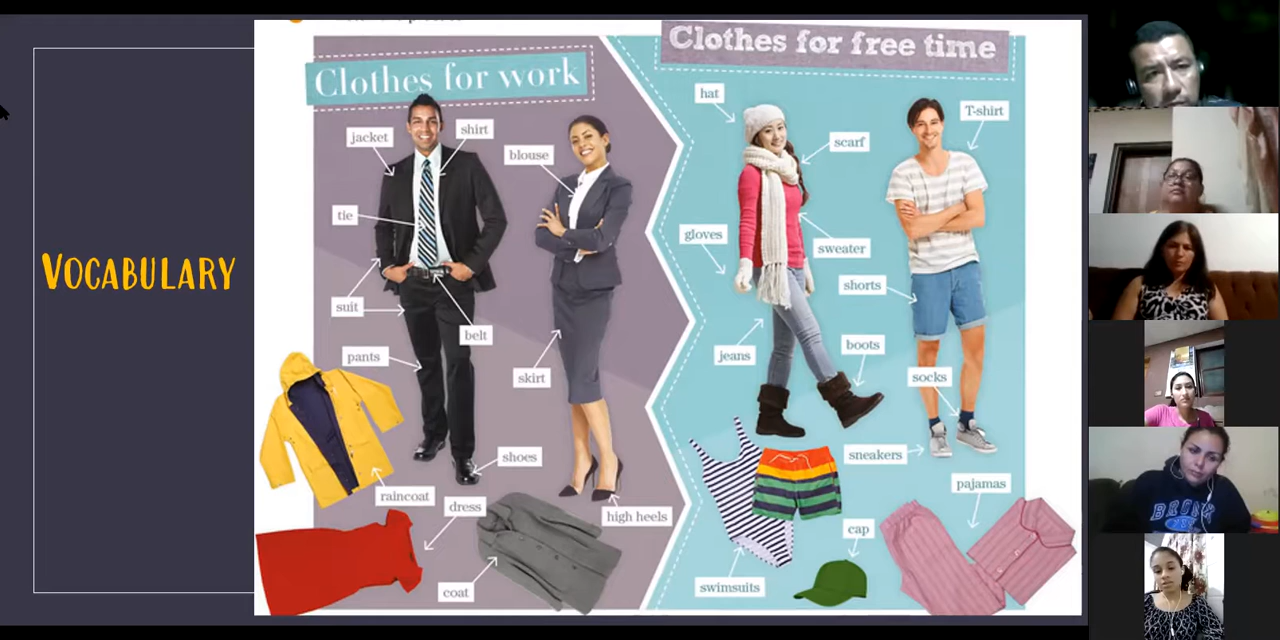 VOCABULARY
Clothes for work
jacket
shirt
blouse
tie
suit
belt
pants
skirt
shoes
raincoat
dress
high heels
coat
Clothes for free time
hat
T-shirt
scarf
gloves
sweater
shorts
jeans
boots
socks
sneakers
pajamas
cap
swimsuits